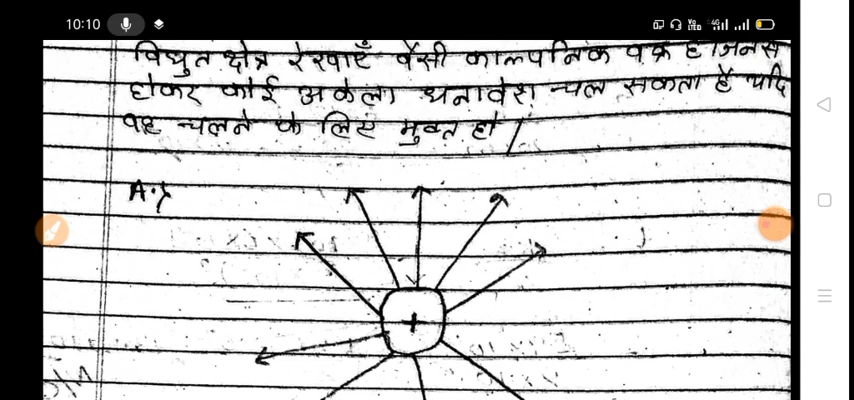 10:10
विद्युत क्षेत्र रेखाएँ वैसी काल्पनिक वक्र है जिनसे
होकर कोई अकेला धनावेश चल सकता है यदि
वह चलने के लिए मुक्त हो /
A.>
+